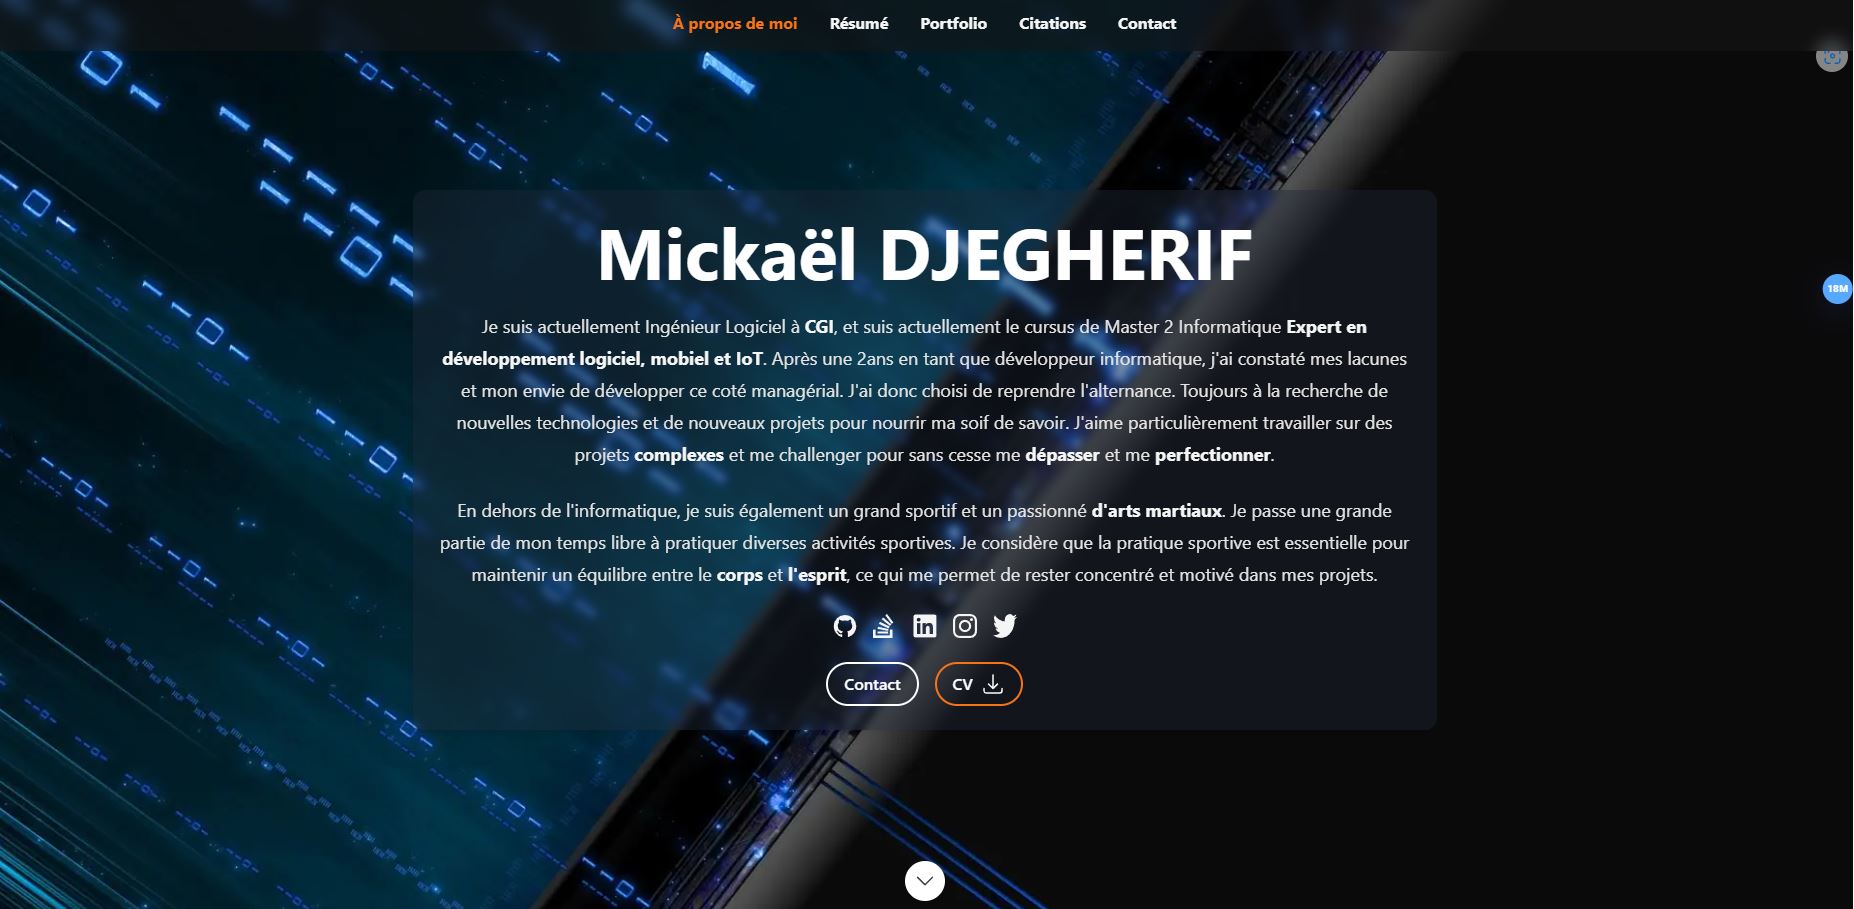 À propos de moi Résumé Portfolio Citations Contact
18M
Mickaël DJEGHERIF
Je suis actuellement Ingénieur Logiciel à CGI, et suis actuellement le cursus de Master 2 Informatique Expert en
développement logiciel, mobiel et IoT. Après une 2ans en tant que développeur informatique, j'ai constaté mes lacunes
et mon envie de développer ce coté managérial. J'ai donc choisi de reprendre l'alternance. Toujours à la recherche de
nouvelles technologies et de nouveaux projets pour nourrir ma soif de savoir. J'aime particulièrement travailler sur des
projets complexes et me challenger pour sans cesse me dépasser et me perfectionner.
En dehors de l'informatique, je suis également un grand sportif et un passionné d'arts martiaux. Je passe une grande
partie de mon temps libre à pratiquer diverses activités sportives. Je considère que la pratique sportive est essentielle pour
maintenir un équilibre entre le corps et l'esprit, ce qui me permet de rester concentré et motivé dans mes projets.
Contact CV